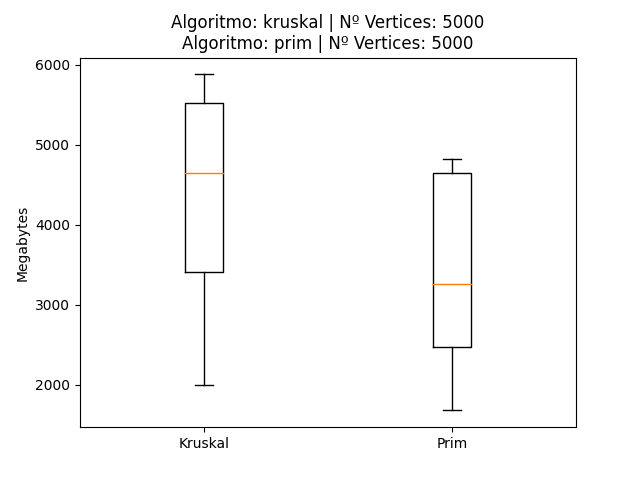 Algoritmo: kruskal | Nº Vertices: 5000
Algoritmo: prim | Nº Vertices: 5000
6000
5000
4000
3000
2000
Megabytes
Kruskal
Prim